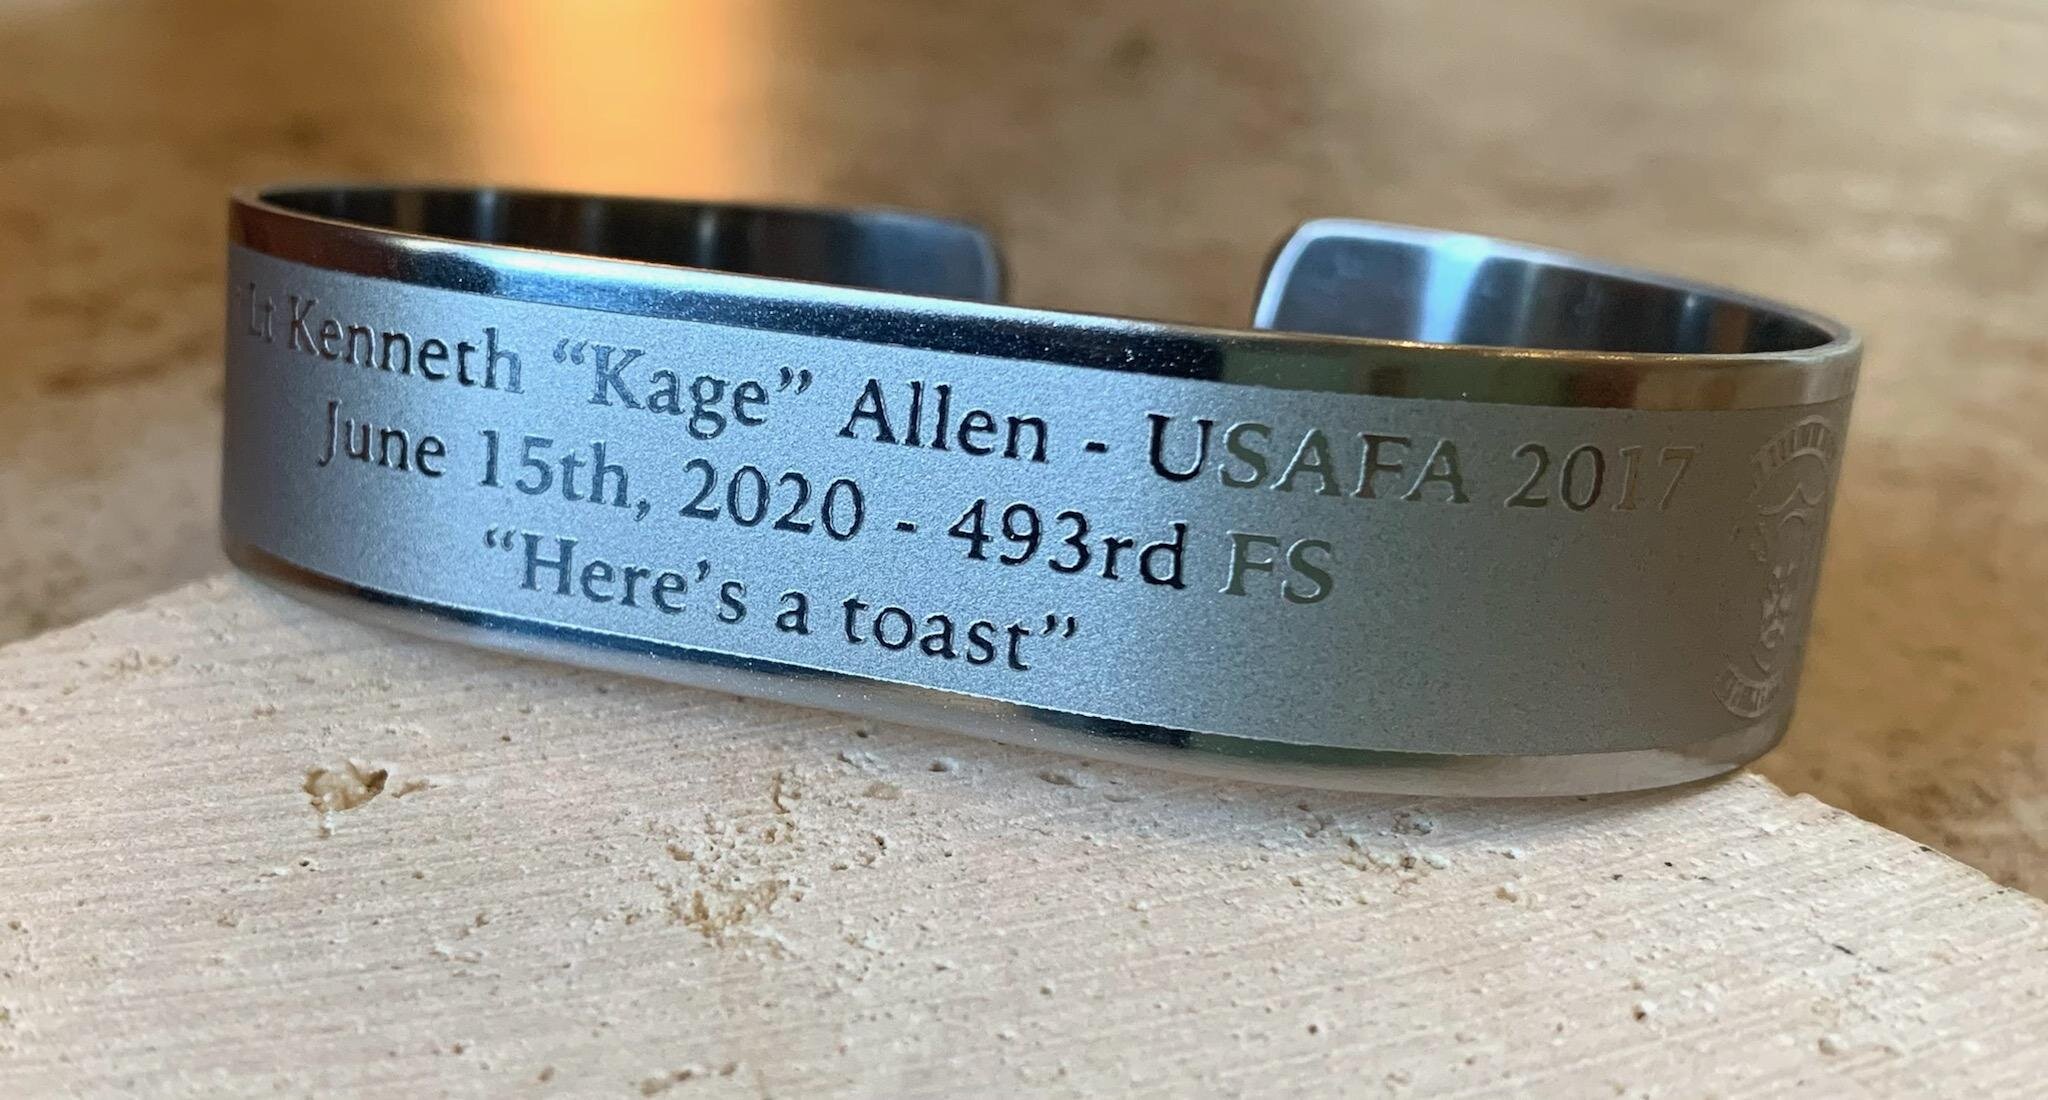 Lt Kenneth “Kage” Allen - USAFA 2017
June 15th, 2020 - 493rd FS
“Here’s a toast”